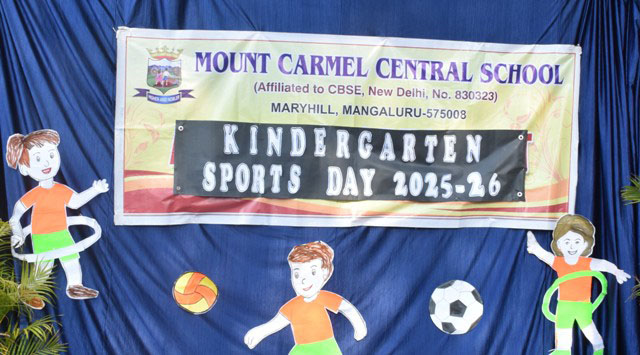 MOUNT CARMEL CENTRAL SCHOOL
(Affiliated to CBSE, New Delhi, No. 830323)
MARYHILL, MANGALURU-575008
KINDERGARTEN
SPORTS DAY 2025-26